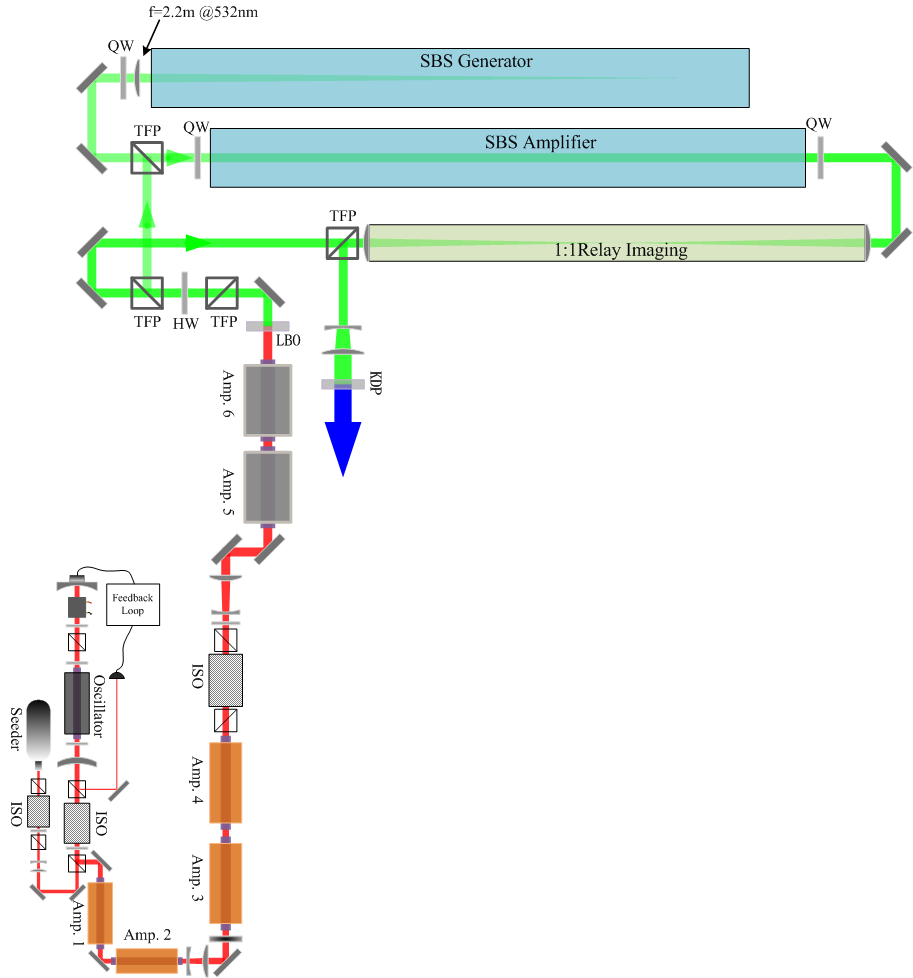 f=2.2m @532nm
QW
SBS Generator
TFP
QW
SBS Amplifier
QW
TFP
1:1Relay Imaging
TFP
HW
TFP
LBO
KDP
Amp. 6
Amp. 5
Feedback
Loop
ISO
Oscillator
Seeder
Amp. 4
ISO
ISO
Amp. 3
Amp. 1
Amp. 2